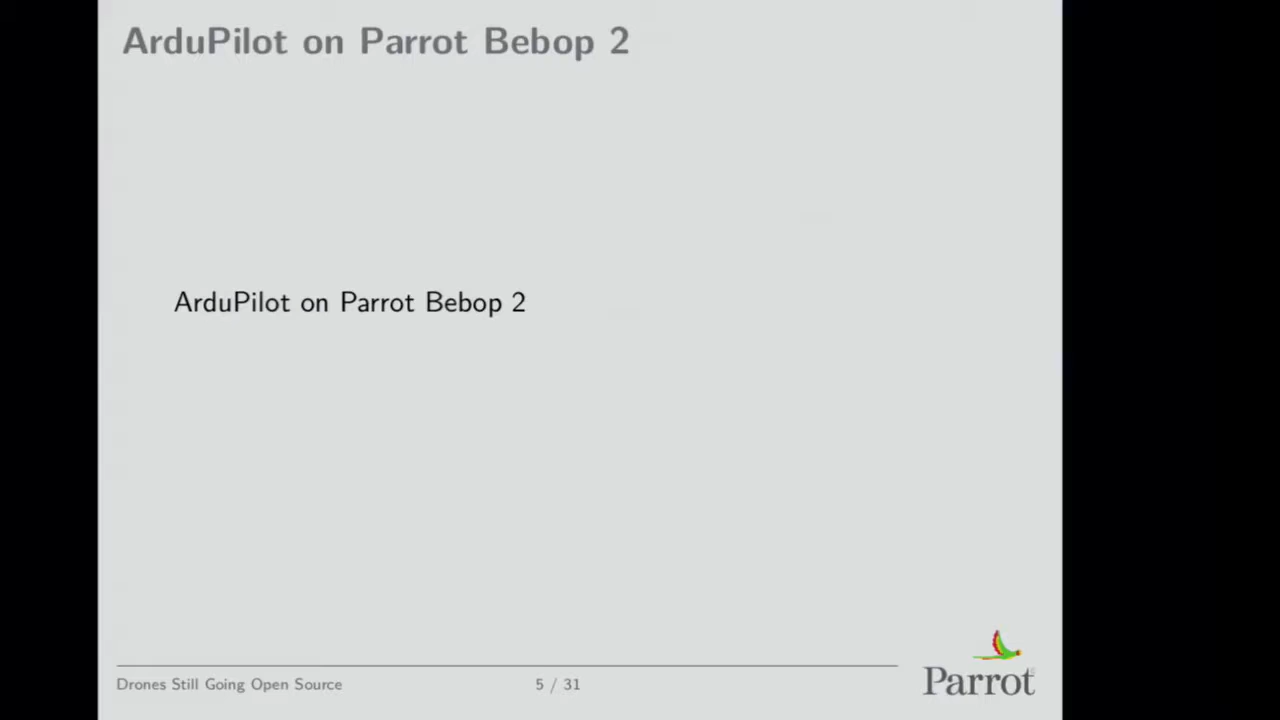 ArduPilot on Parrot Bebop 2
ArduPilot on Parrot Bebop 2
Drones Still Going Open Source
5 / 31
Parrot